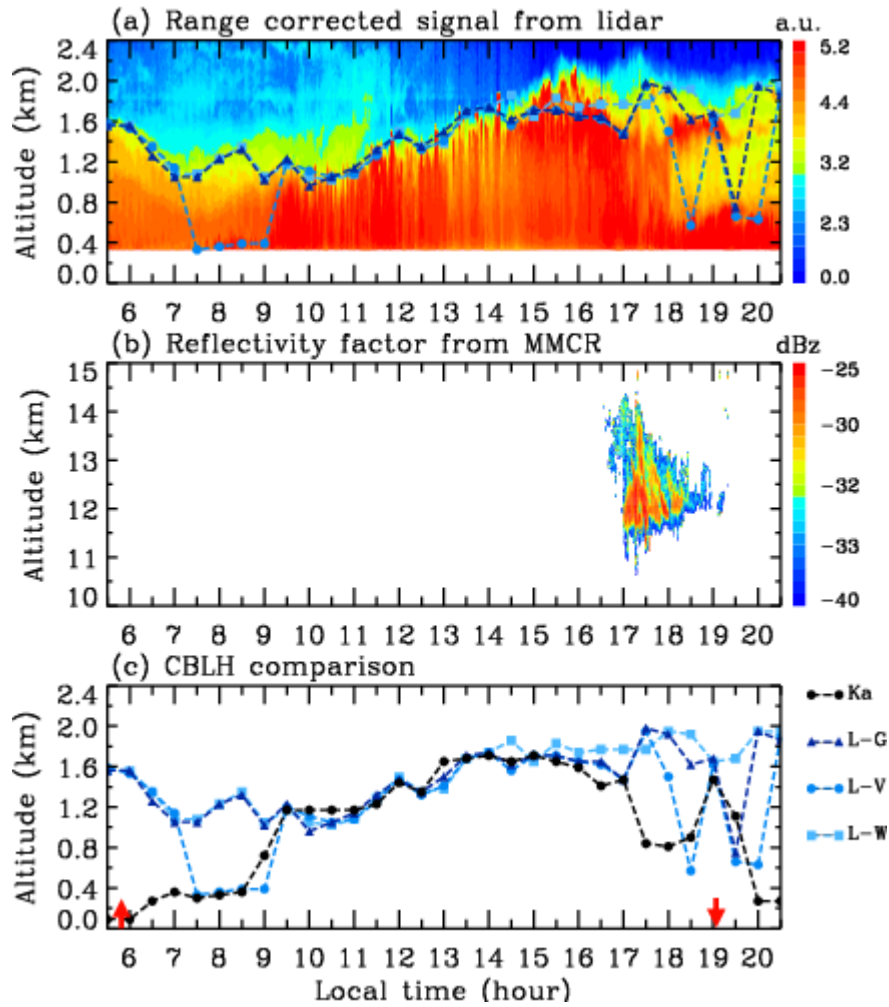 (a) Range corrected signal from lidar a.u.
2.4
2.0
1.6
1.2
0.8
0.4
0.0
Altitude (km)
5.2
4.4
3.2
2.3
0.0
6 7 8 9 10 11 12 13 14 15 16 17 18 19 20
(b) Reflectivity factor from MMCR dBz
15
14
13
12
11
10
Altitude (km)
-25
-30
-32
-33
-40
6 7 8 9 10 11 12 13 14 15 16 17 18 19 20
(c) CBLH comparison
2.4
2.0
1.6
1.2
0.8
0.4
0.0
Altitude (km)
Ka
L-G
L-V
L-W
6 7 8 9 10 11 12 13 14 15 16 17 18 19 20
Local time (hour)